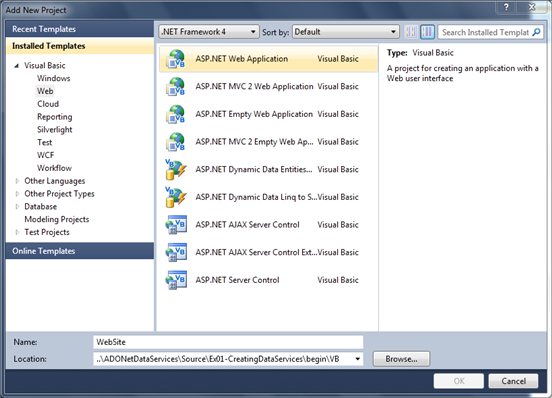 Add New Project
Recent Templates
Installed Templates
Visual Basic
Windows
Web
Cloud
Reporting
Silverlight
Test
WCF
Workflow
Other Languages
Other Project Types
Database
Modeling Projects
Test Projects
Online Templates
.NET Framework 4 Sort by: Default Search Installed Templat
ASP.NET Web Application Visual Basic
ASP.NET MVC 2 Web Application Visual Basic
ASP.NET Empty Web Application Visual Basic
ASP.NET MVC 2 Empty Web Ap... Visual Basic
ASP.NET Dynamic Data Entities... Visual Basic
ASP.NET Dynamic Data Linq to S... Visual Basic
ASP.NET AJAX Server Control Visual Basic
ASP.NET AJAX Server Control Ext... Visual Basic
ASP.NET Server Control Visual Basic
Type: Visual Basic
A project for creating an application with a
Web user interface
Name: WebSite
Location: ..\ADONetDataServices\Source\Ex01-CreatingDataServices\begin\VB Browse...
OK Cancel